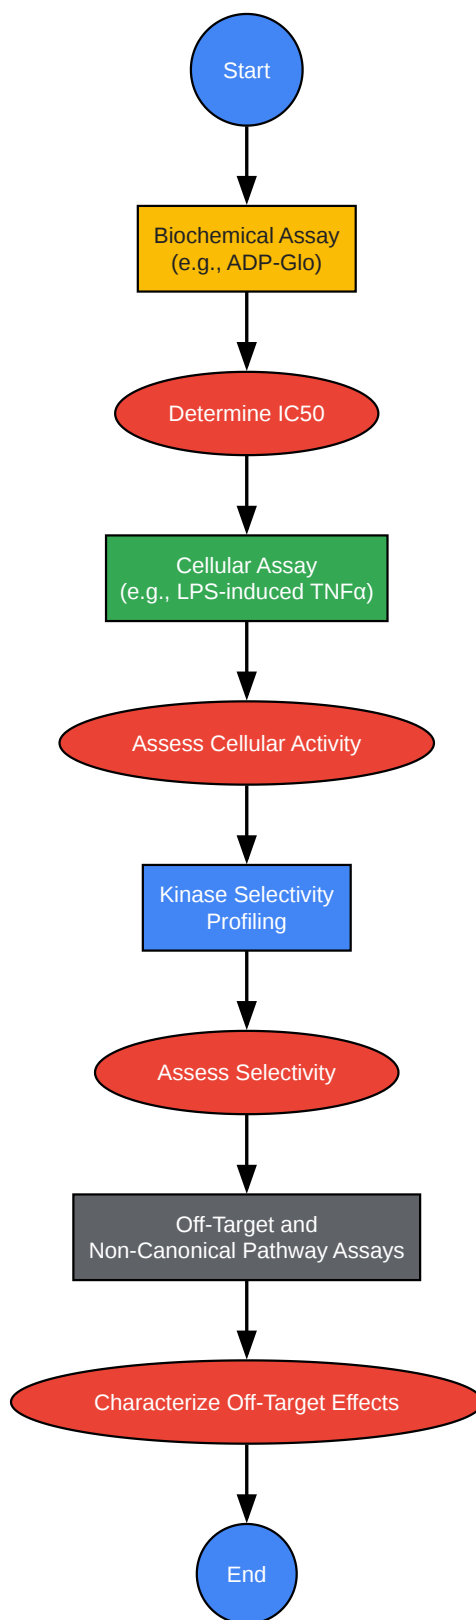 Start
Biochemical Assay
(e.g., ADP-Glo)
Determine IC50
Cellular Assay
(e.g., LPS-induced TNFα)
Assess Cellular Activity
Kinase Selectivity
Profiling
Assess Selectivity
Off-Target and
Non-Canonical Pathway Assays
Characterize Off-Target Effects
End